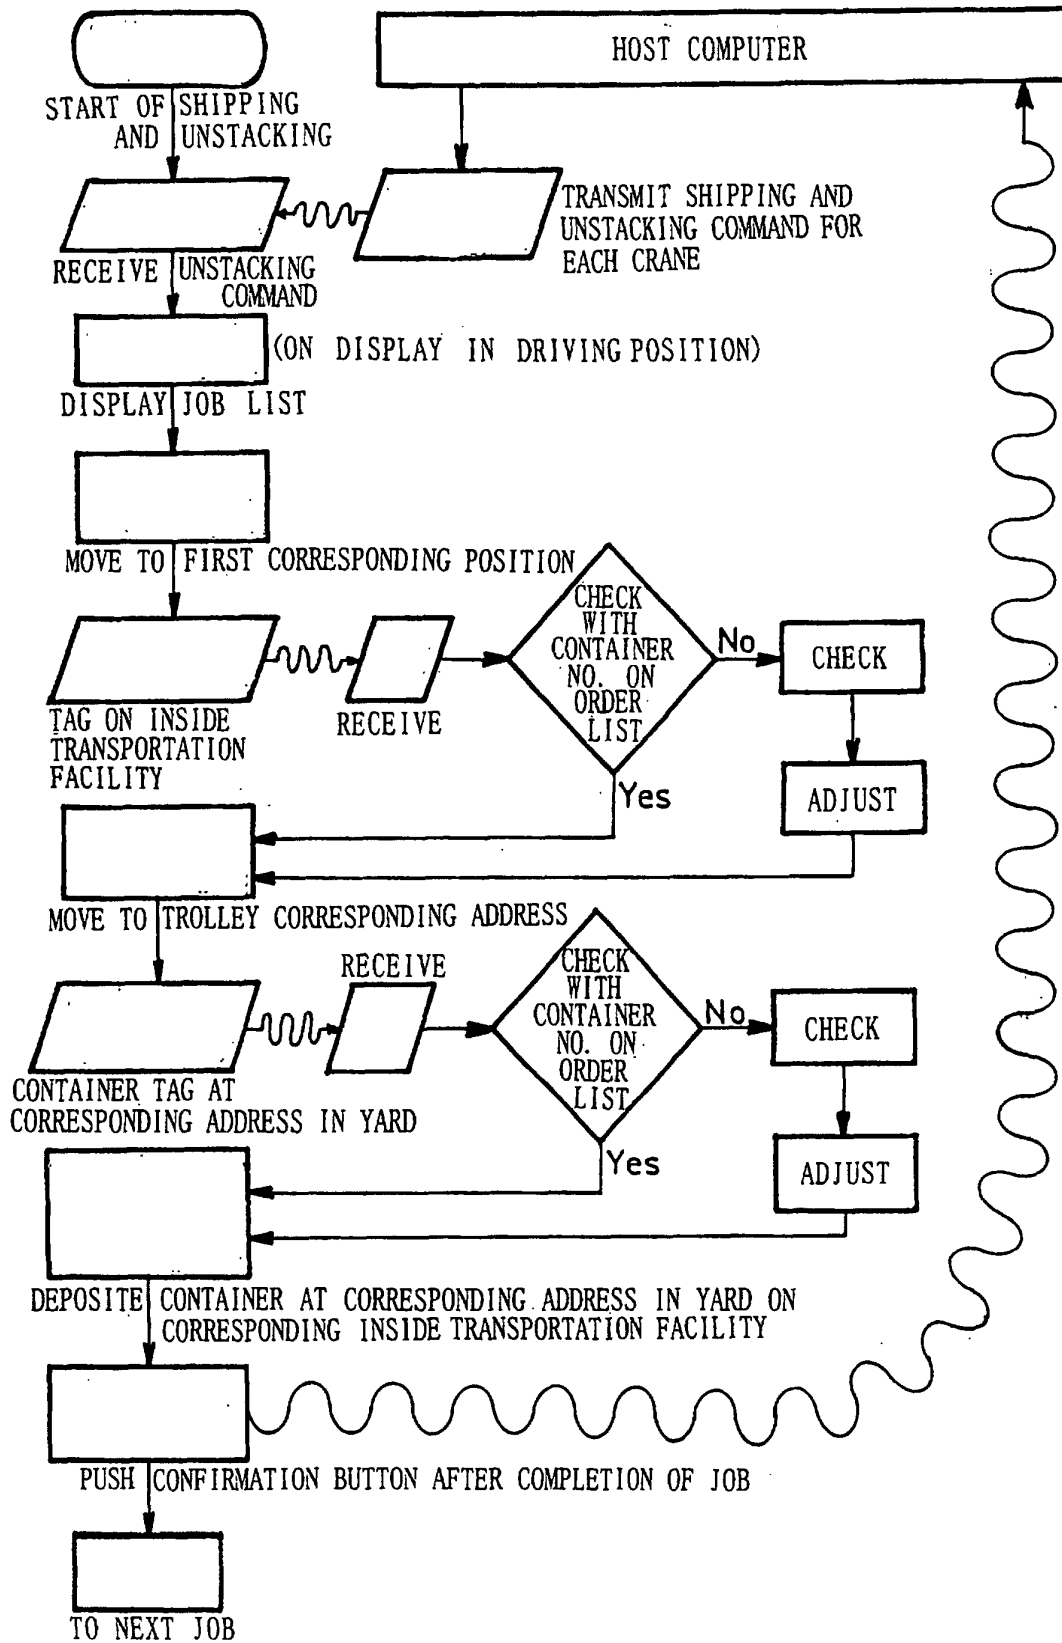 HOST COMPUTER
START OF SHIPPING
AND UNSTACKING
TRANSMIT SHIPPING AND
UNSTACKING COMMAND FOR
EACH CRANE
RECEIVE UNSTACKING
COMMAND
(ON DISPLAY IN DRIVING POSITION)
DISPLAY JOB LIST
MOVE TO FIRST CORRESPONDING POSITION
CHECK
WITH
CONTAINER
NO. ON
ORDER
LIST
No
CHECK
RECEIVE
TAG ON INSIDE
TRANSPORTATION
FACILITY
Yes
ADJUST
MOVE TO TROLLEY CORRESPONDING ADDRESS
RECEIVE
CHECK
WITH
CONTAINER
NO. ON
ORDER
LIST
No
CHECK
CONTAINER TAG AT
CORRESPONDING ADDRESS IN YARD
Yes
ADJUST
DEPOSITE CONTAINER AT CORRESPONDING ADDRESS IN YARD ON
CORRESPONDING INSIDE TRANSPORTATION FACILITY
PUSH CONFIRMATION BUTTON AFTER COMPLETION OF JOB
TO NEXT JOB